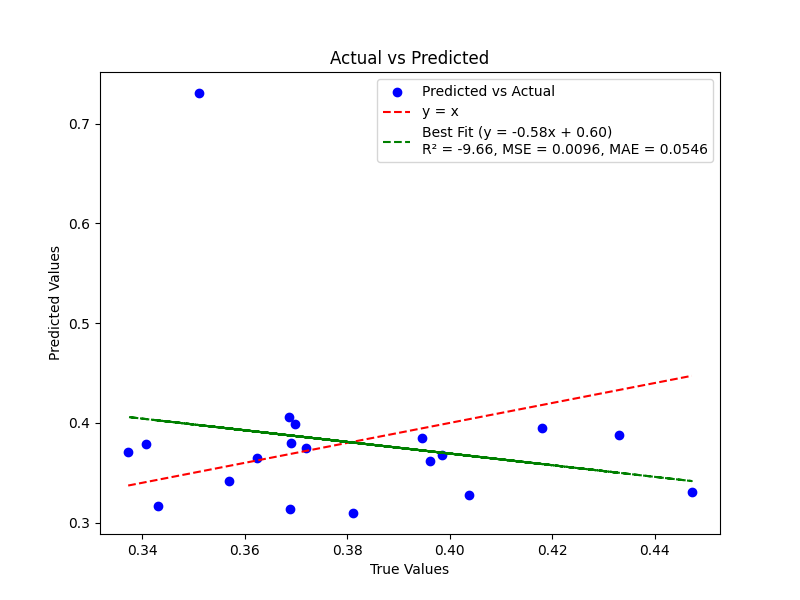 Actual vs Predicted
Predicted vs Actual
y = x
Best Fit (y = -0.58x + 0.60)
R² = -9.66, MSE = 0.0096, MAE = 0.0546
Predicted Values
0.7
0.6
0.5
0.4
0.3
0.34 0.36 0.38 0.40 0.42 0.44
True Values